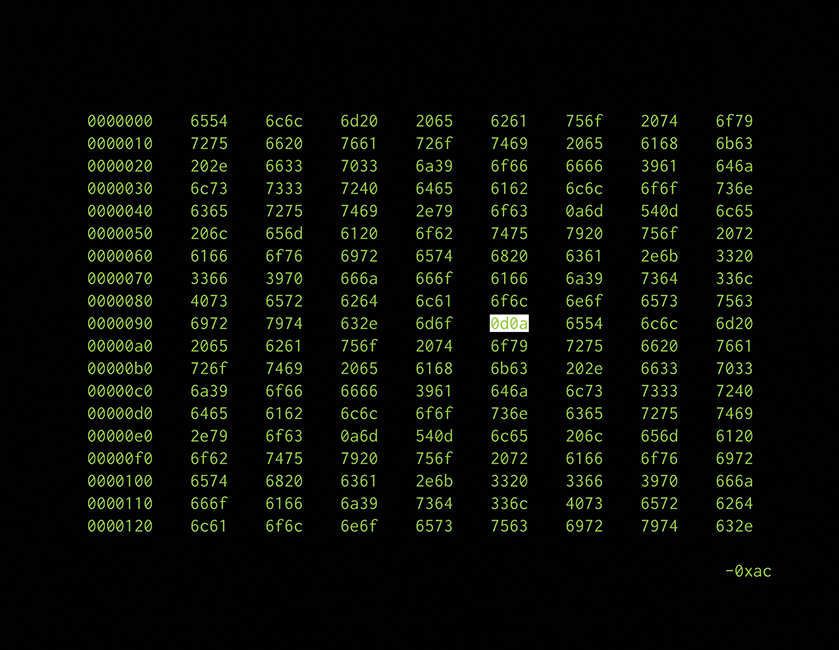 0000000 6554 6c6c 6d20 2065 6261 756f 2074 6f79
0000010 7275 6620 7661 726f 7469 2065 6168 6b63
0000020 202e 6633 7033 6a39 6f66 6666 3961 646a
0000030 6c73 7333 7240 6465 6162 6c6c 6f6f 736e
0000040 6365 7275 7469 2e79 6f63 0a6d 540d 6c65
0000050 206c 656d 6120 6f62 7475 7920 756f 2072
0000060 6166 6f76 6972 6574 6820 6361 2e6b 3320
0000070 3366 3970 666a 666f 6166 6a39 7364 336c
0000080 4073 6572 6264 6c61 6f6c 6e6f 6573 7563
0000090 6972 7974 632e 6d6f 0d0a 6554 6c6c 6d20
00000a0 2065 6261 756f 2074 6f79 7275 6620 7661
00000b0 726f 7469 2065 6168 6b63 202e 6633 7033
00000c0 6a39 6f66 6666 3961 646a 6c73 7333 7240
00000d0 6465 6162 6c6c 6f6f 736e 6365 7275 7469
00000e0 2e79 6f63 0a6d 540d 6c65 206c 656d 6120
00000f0 6f62 7475 7920 756f 2072 6166 6f76 6972
0000100 6574 6820 6361 2e6b 3320 3366 3970 666a
0000110 666f 6166 6a39 7364 336c 4073 6572 6264
0000120 6c61 6f6c 6e6f 6573 7563 6972 7974 632e
-0xac